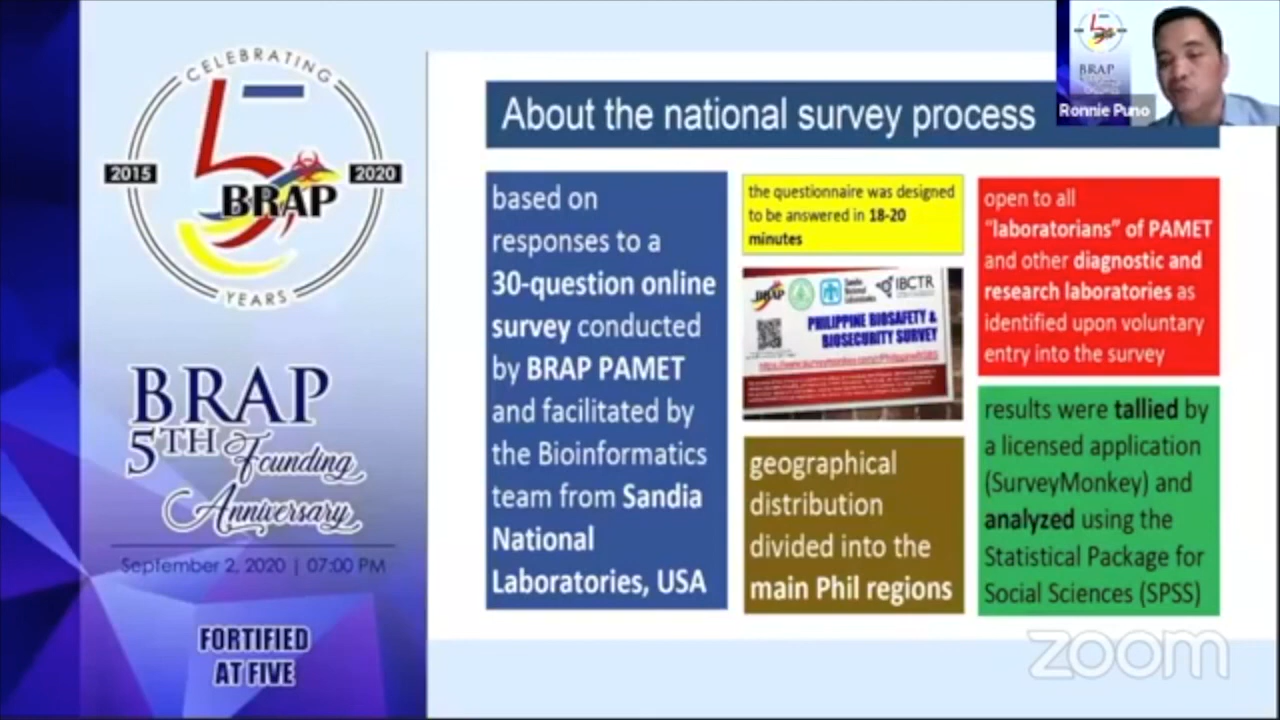 CELEBRATING
5
2015
BRAP
2020
YEARS
BRAP
5TH Founding
Anniversary
September 2, 2020 | 07:00 PM
FORTIFIED
AT FIVE
About the national survey process
based on
responses to a
30-question online
survey conducted
by BRAP PAMET
and facilitated by
the Bioinformatics
team from Sandia
National
Laboratories, USA
the questionnaire was designed
to be answered in 18-20
minutes
BRAP
Sandia
National
Laboratories
IBCTR
PHILIPPINE BIOSAFETY &
BIOSECURITY SURVEY
geographical
distribution
divided into the
main Phil regions
open to all
“laboratorians” of PAMET
and other diagnostic and
research laboratories as
identified upon voluntary
entry into the survey
results were tallied by
a licensed application
(SurveyMonkey) and
analyzed using the
Statistical Package for
Social Sciences (SPSS)
BRAP
Ronnie Puno
zoom